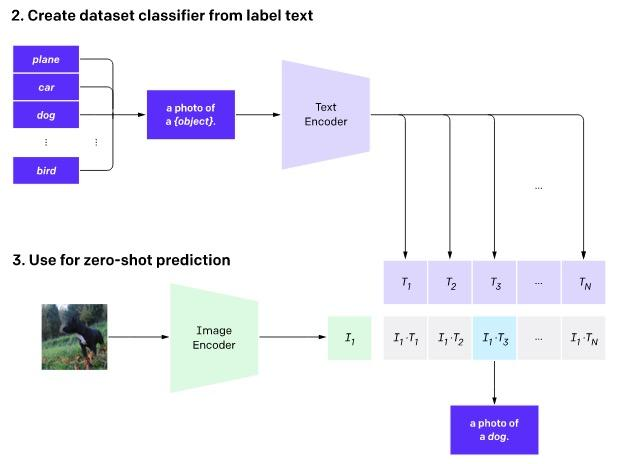 2. Create dataset classifier from label text
plane
car
dog
⋮
⋮
bird
a photo of
a {object}.
Text
Encoder
...
3. Use for zero-shot prediction
T₁ T₂ T₃ ... T_N
Image
Encoder
I₁ I₁·T₁ I₁·T₂ I₁·T₃ ... I₁·T_N
a photo of
a dog.